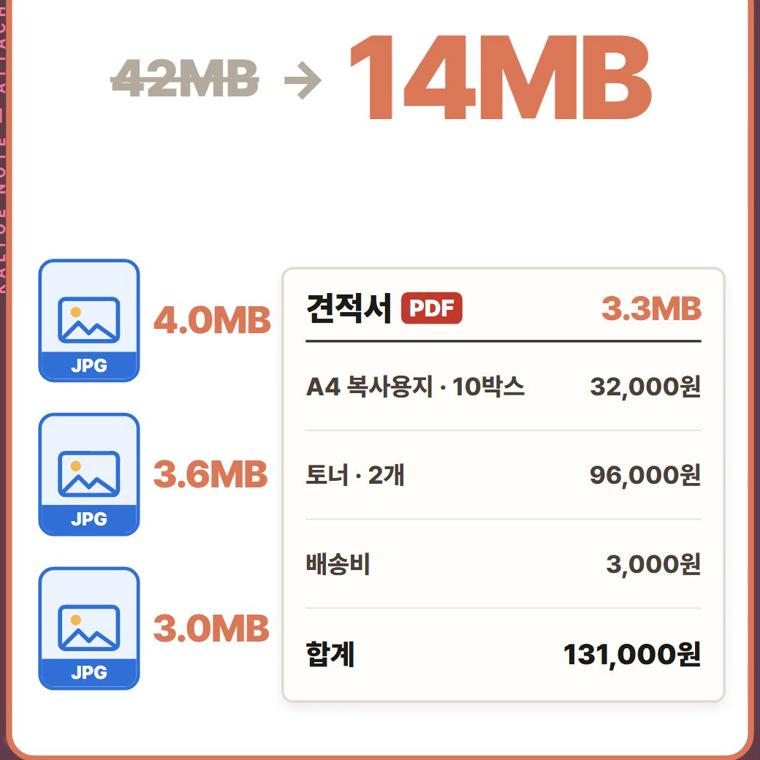 42MB → 14MB
JPG 4.0MB
JPG 3.6MB
JPG 3.0MB
견적서 PDF 3.3MB
A4 복사용지 · 10박스 32,000원
토너 · 2개 96,000원
배송비 3,000원
합계 131,000원